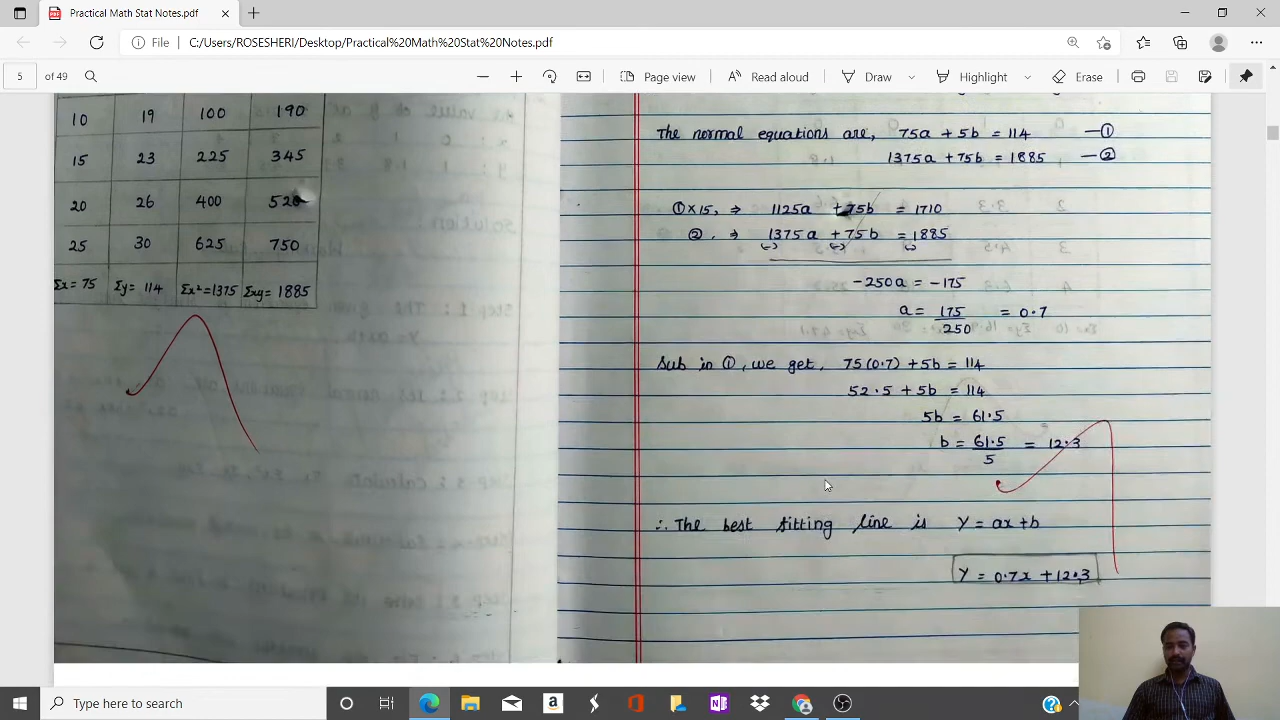 Practical Math Stat Notes.pdf
File
C:/Users/ROSESHERI/Desktop/Practical%20Math%20Stat%20Notes.pdf
5 of 49
Page view
Read aloud
Draw
Highlight
Erase
10 19 100 190
15 23 225 345
20 26 400 520
25 30 625 750
Σx = 75 Σy = 114 Σx² = 1375 Σxy = 1885
The normal equations are, 75a + 5b = 114 —①
1375a + 75b = 1885 —②
①×15, ⇒ 1125a +75b = 1710
②, ⇒ 1375a +75b = 1885
(-) (-) (-)
-250a = -175
a = 175/250 = 0.7
Sub in ①, we get, 75(0.7) + 5b = 114
52.5 + 5b = 114
5b = 61.5
b = 61.5/5 = 12.3
∴ The best fitting line is Y = ax+b
Y = 0.7x + 12.3
Type here to search